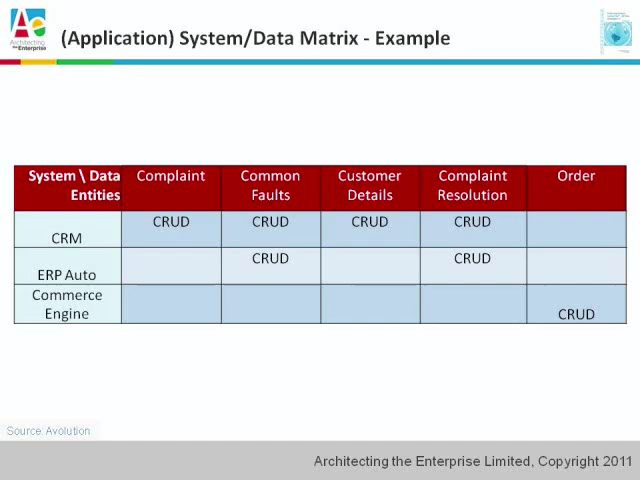 Ae
Architecting
the Enterprise
(Application) System/Data Matrix - Example
System \ Data Entities Complaint Common Faults Customer Details Complaint Resolution Order
CRM CRUD CRUD CRUD CRUD
ERP Auto CRUD CRUD
Commerce Engine CRUD
Source: Avolution
Architecting the Enterprise Limited, Copyright 2011